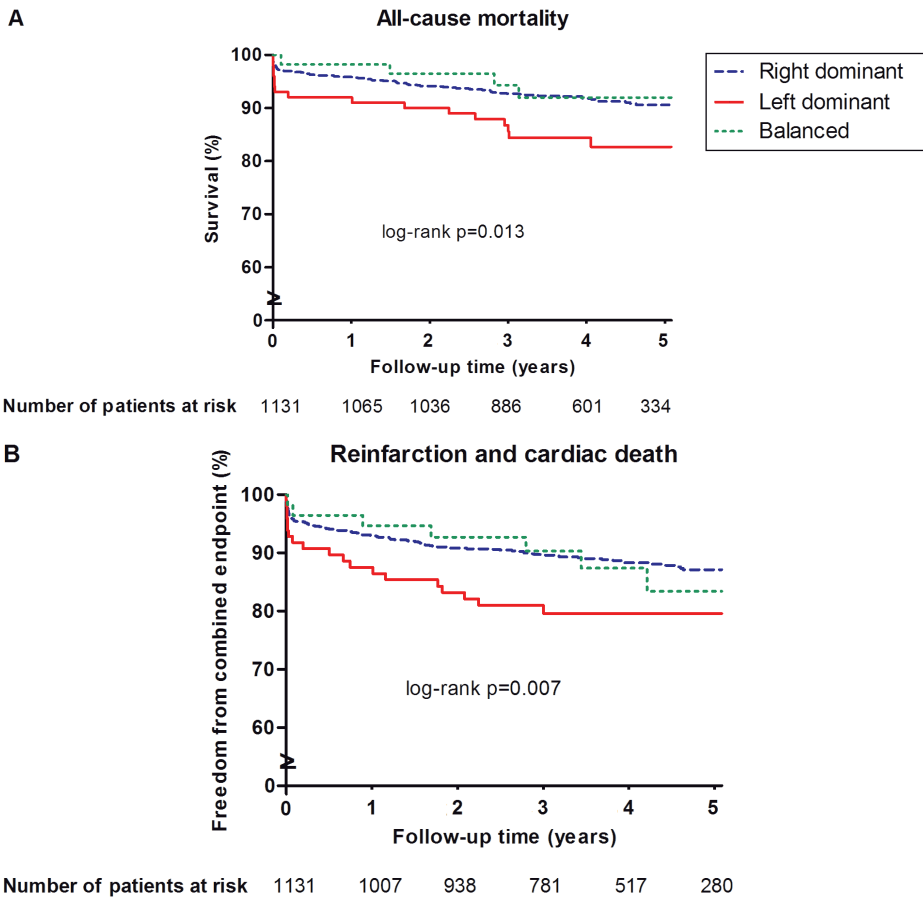 A
All-cause mortality
100
90
80
70
60
0
Survival (%)
log-rank p=0.013
Right dominant
Left dominant
Balanced
0 1 2 3 4 5
Follow-up time (years)
Number of patients at risk 1131 1065 1036 886 601 334
B
Reinfarction and cardiac death
100
90
80
70
60
0
Freedom from combined endpoint (%)
log-rank p=0.007
0 1 2 3 4 5
Follow-up time (years)
Number of patients at risk 1131 1007 938 781 517 280